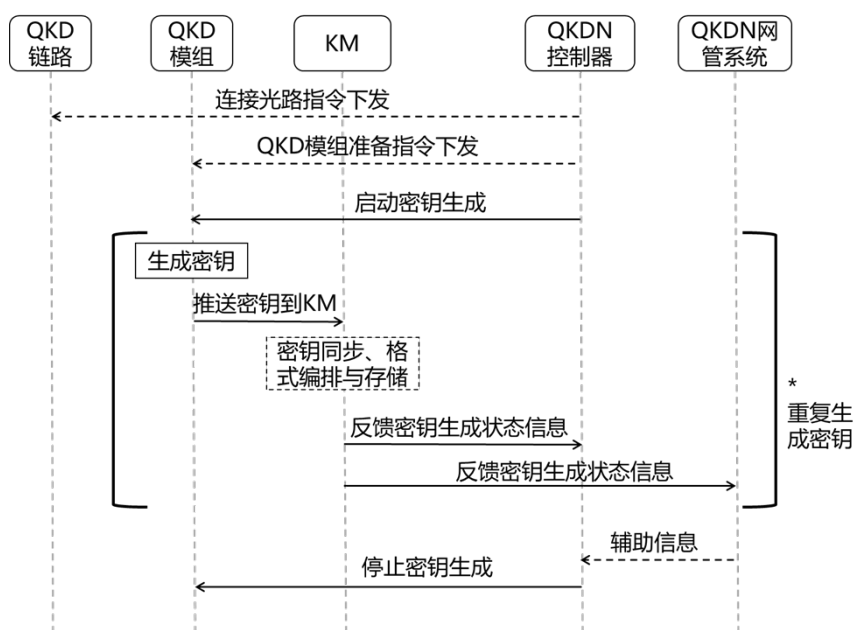 QKD
链路
QKD
模组
KM
QKDN
控制器
QKDN网
管系统
连接光路指令下发
QKD模组准备指令下发
启动密钥生成
生成密钥
推送密钥到KM
密钥同步、格
式编排与存储
*
重复生
成密钥
反馈密钥生成状态信息
反馈密钥生成状态信息
辅助信息
停止密钥生成